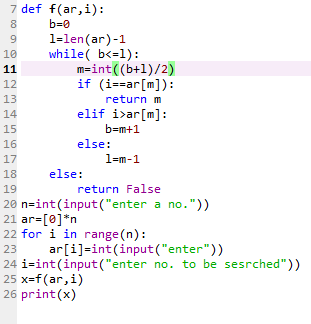 7 def f(ar,i):
8     b=0
9     l=len(ar)-1
10     while( b<=l):
11         m=int((b+l)/2)
12         if (i==ar[m]):
13             return m
14         elif i>ar[m]:
15             b=m+1
16         else:
17             l=m-1
18     else:
19         return False
20 n=int(input("enter a no."))
21 ar=[0]*n
22 for i in range(n):
23     ar[i]=int(input("enter"))
24 i=int(input("enter no. to be sesrched"))
25 x=f(ar,i)
26 print(x)